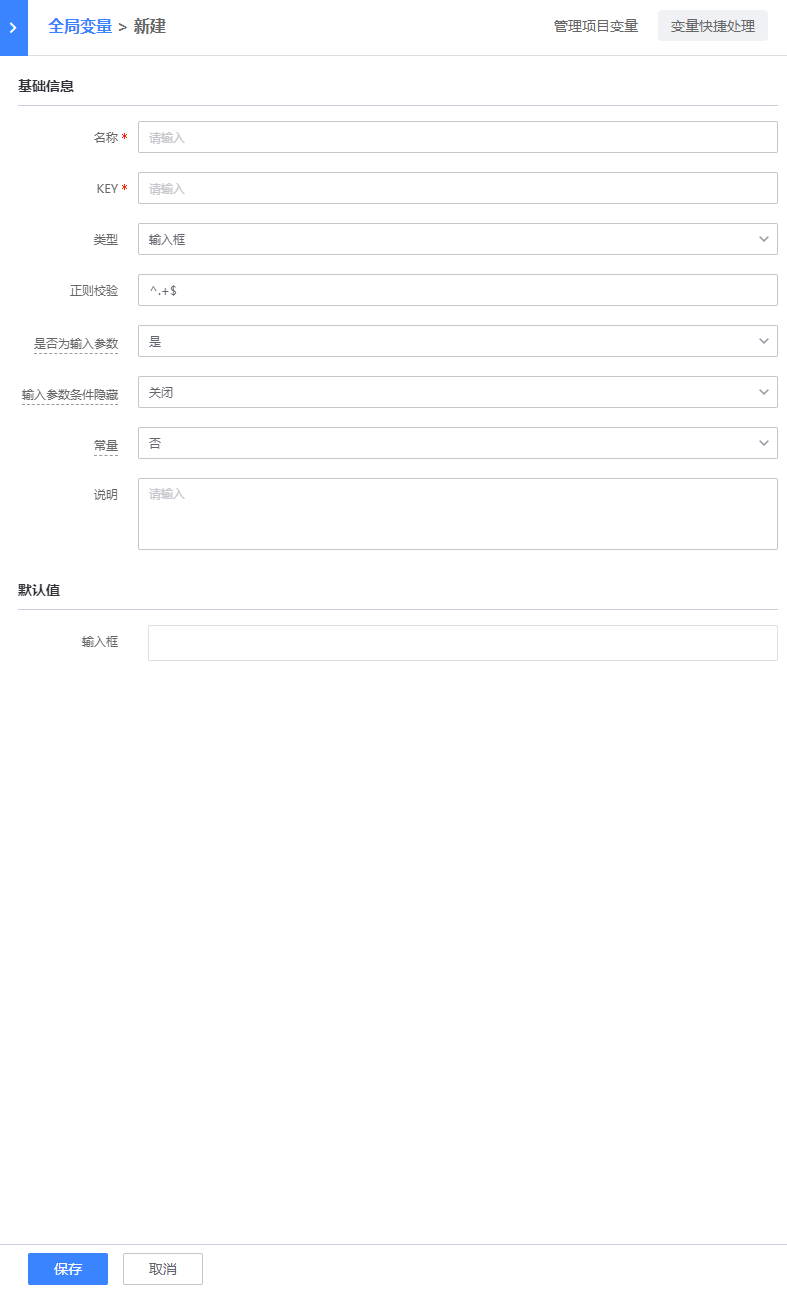 全局变量 > 新建 管理项目变量 变量快捷处理
基础信息
名称 * 请输入
KEY * 请输入
类型 输入框
正则校验 ^.+$
是否为输入参数 是
输入参数条件隐藏 关闭
常量 否
说明 请输入
默认值
输入框
保存 取消